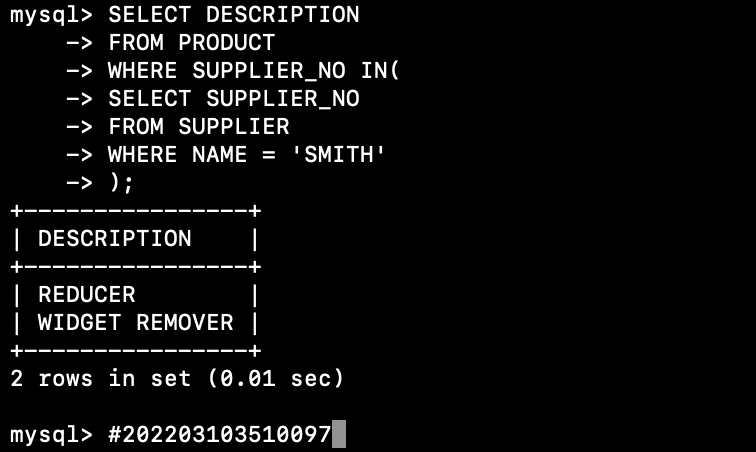 mysql> SELECT DESCRIPTION
    -> FROM PRODUCT
    -> WHERE SUPPLIER_NO IN(
    -> SELECT SUPPLIER_NO
    -> FROM SUPPLIER
    -> WHERE NAME = 'SMITH'
    -> );
+----------------+
| DESCRIPTION    |
+----------------+
| REDUCER        |
| WIDGET REMOVER |
+----------------+
2 rows in set (0.01 sec)

mysql> #202203103510097